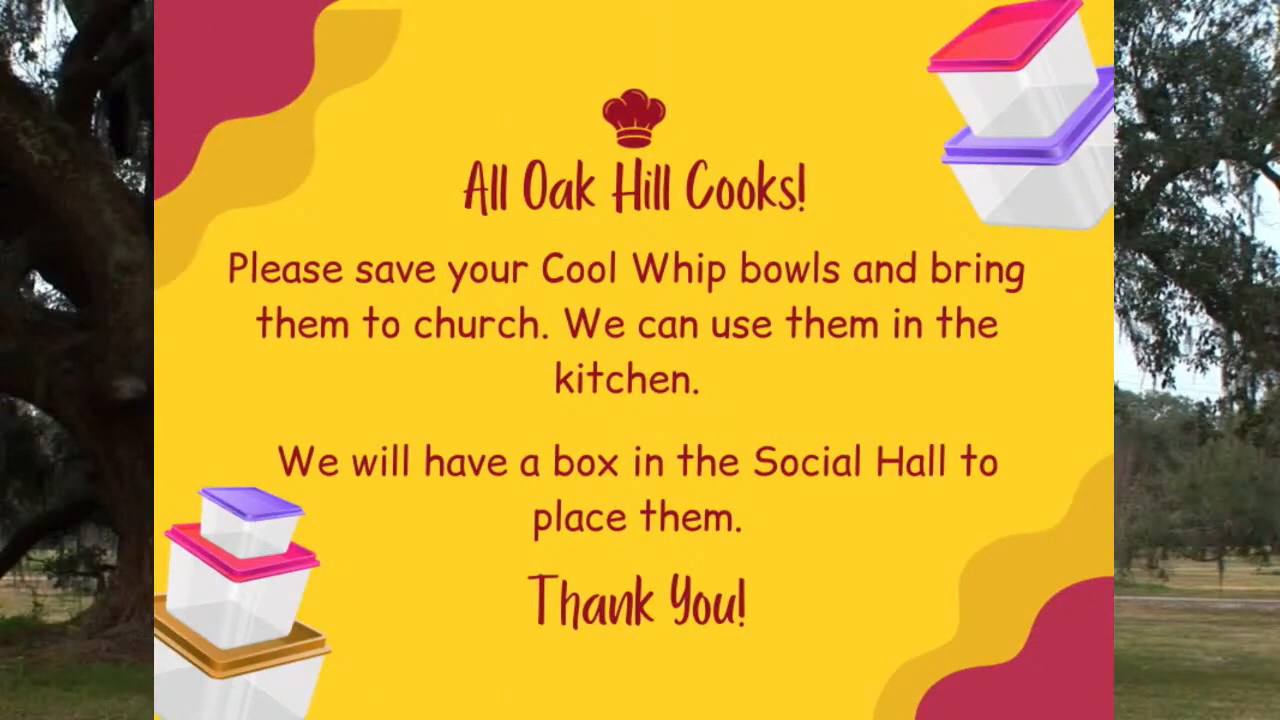 All Oak Hill Cooks!
Please save your Cool Whip bowls and bring
them to church. We can use them in the
kitchen.
We will have a box in the Social Hall to
place them.
Thank You!